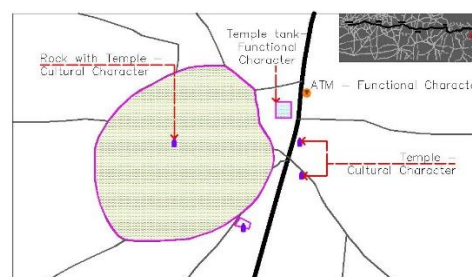 Rock with Temple –
Cultural Character
Temple tank–
Functional
Character
ATM – Functional Characte
Temple –
Cultural Character